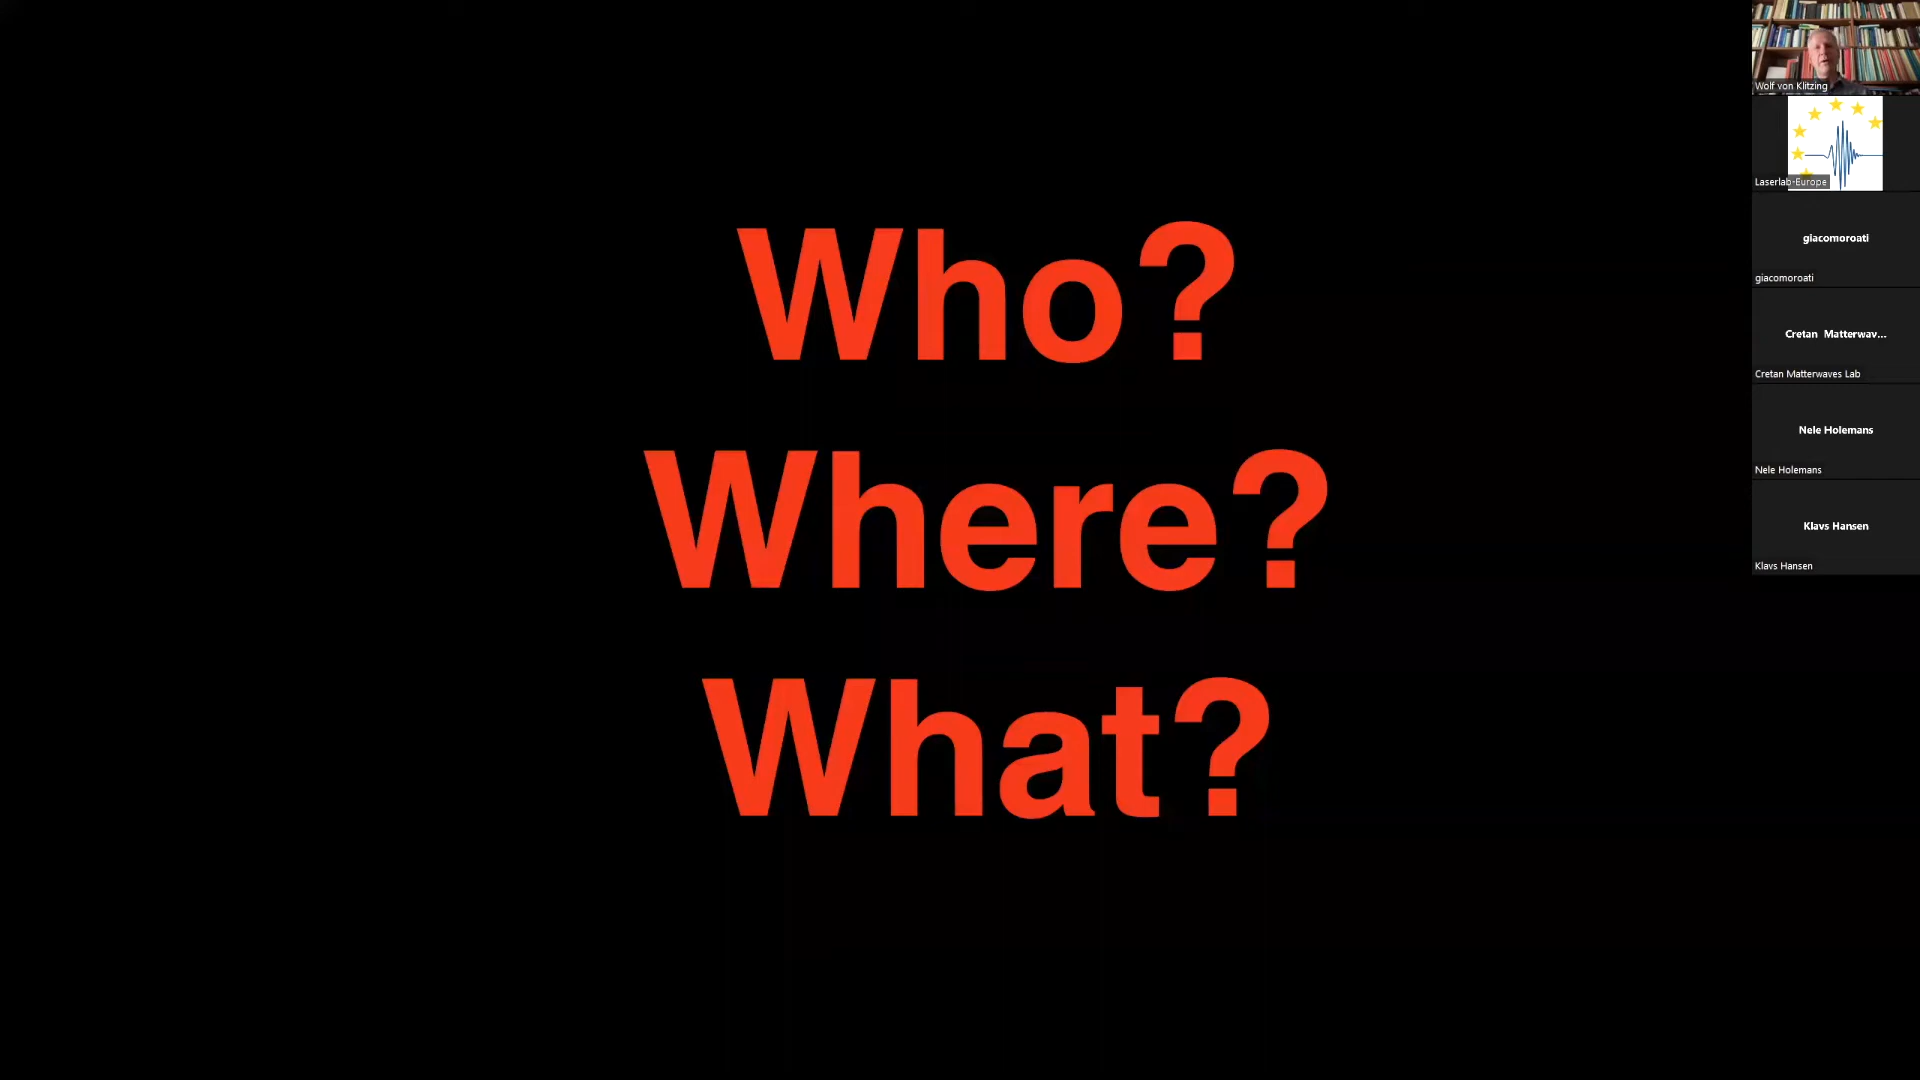 Who?
Where?
What?
Wolf von Klitzing
Laserlab-Europe
giacomoroati
giacomoroati
Cretan Matterwav...
Cretan Matterwaves Lab
Nele Holemans
Nele Holemans
Klavs Hansen
Klavs Hansen